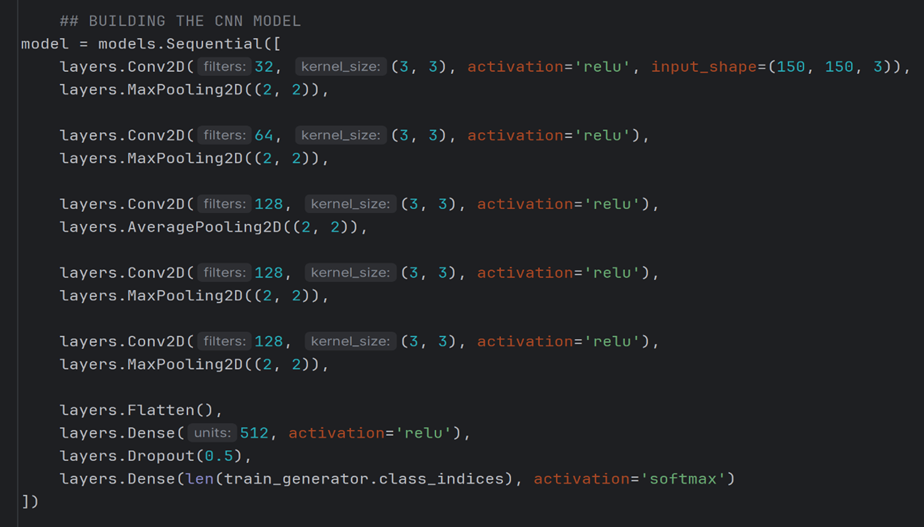 ## BUILDING THE CNN MODEL
model = models.Sequential([
layers.Conv2D( filters: 32, kernel_size: (3, 3), activation='relu', input_shape=(150, 150, 3)),
layers.MaxPooling2D((2, 2)),
layers.Conv2D( filters: 64, kernel_size: (3, 3), activation='relu'),
layers.MaxPooling2D((2, 2)),
layers.Conv2D( filters: 128, kernel_size: (3, 3), activation='relu'),
layers.AveragePooling2D((2, 2)),
layers.Conv2D( filters: 128, kernel_size: (3, 3), activation='relu'),
layers.MaxPooling2D((2, 2)),
layers.Conv2D( filters: 128, kernel_size: (3, 3), activation='relu'),
layers.MaxPooling2D((2, 2)),
layers.Flatten(),
layers.Dense( units: 512, activation='relu'),
layers.Dropout(0.5),
layers.Dense(len(train_generator.class_indices), activation='softmax')
])